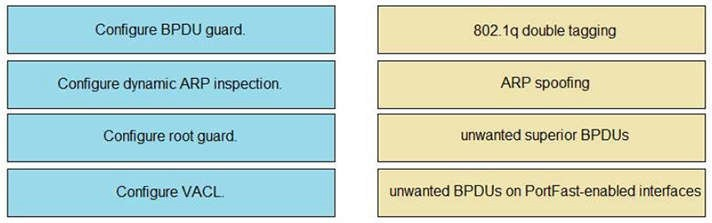 Configure BPDU guard.
802.1q double tagging
Configure dynamic ARP inspection.
ARP spoofing
Configure root guard.
unwanted superior BPDUs
Configure VACL.
unwanted BPDUs on PortFast-enabled interfaces